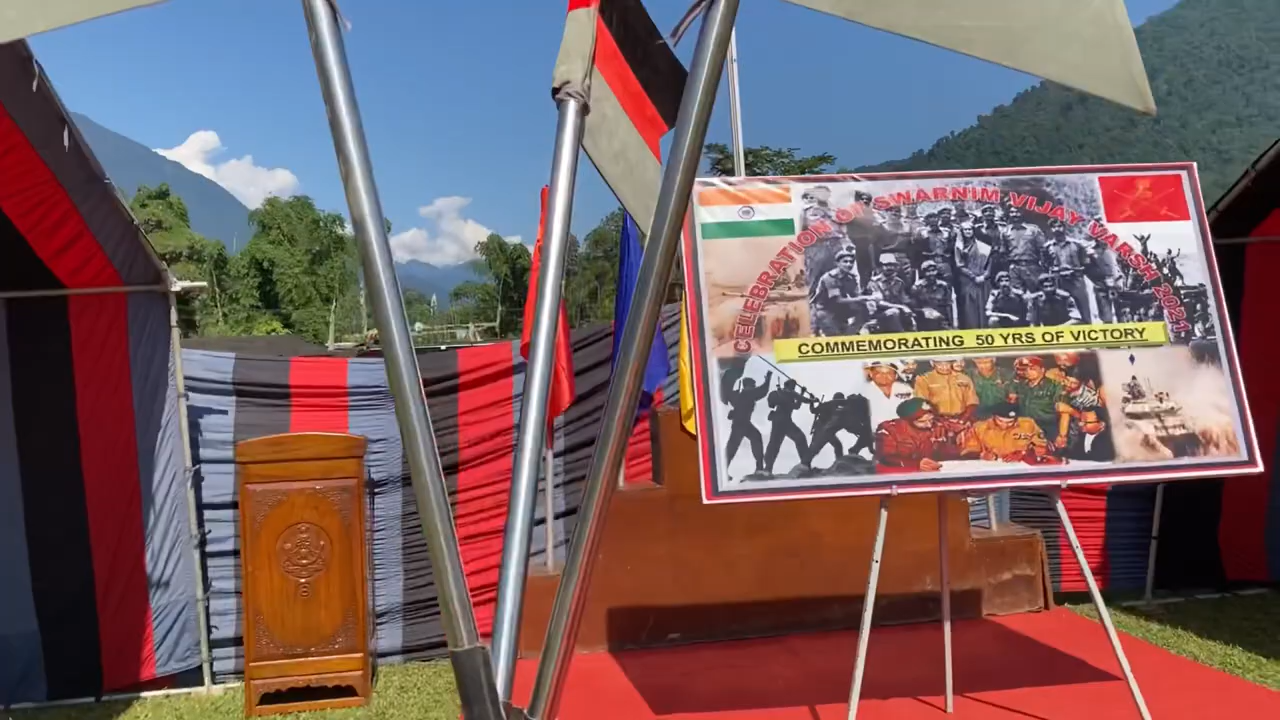 CELEBRATION OF SWARNIM VIJAY VARSH 2021
COMMEMORATING 50 YRS OF VICTORY